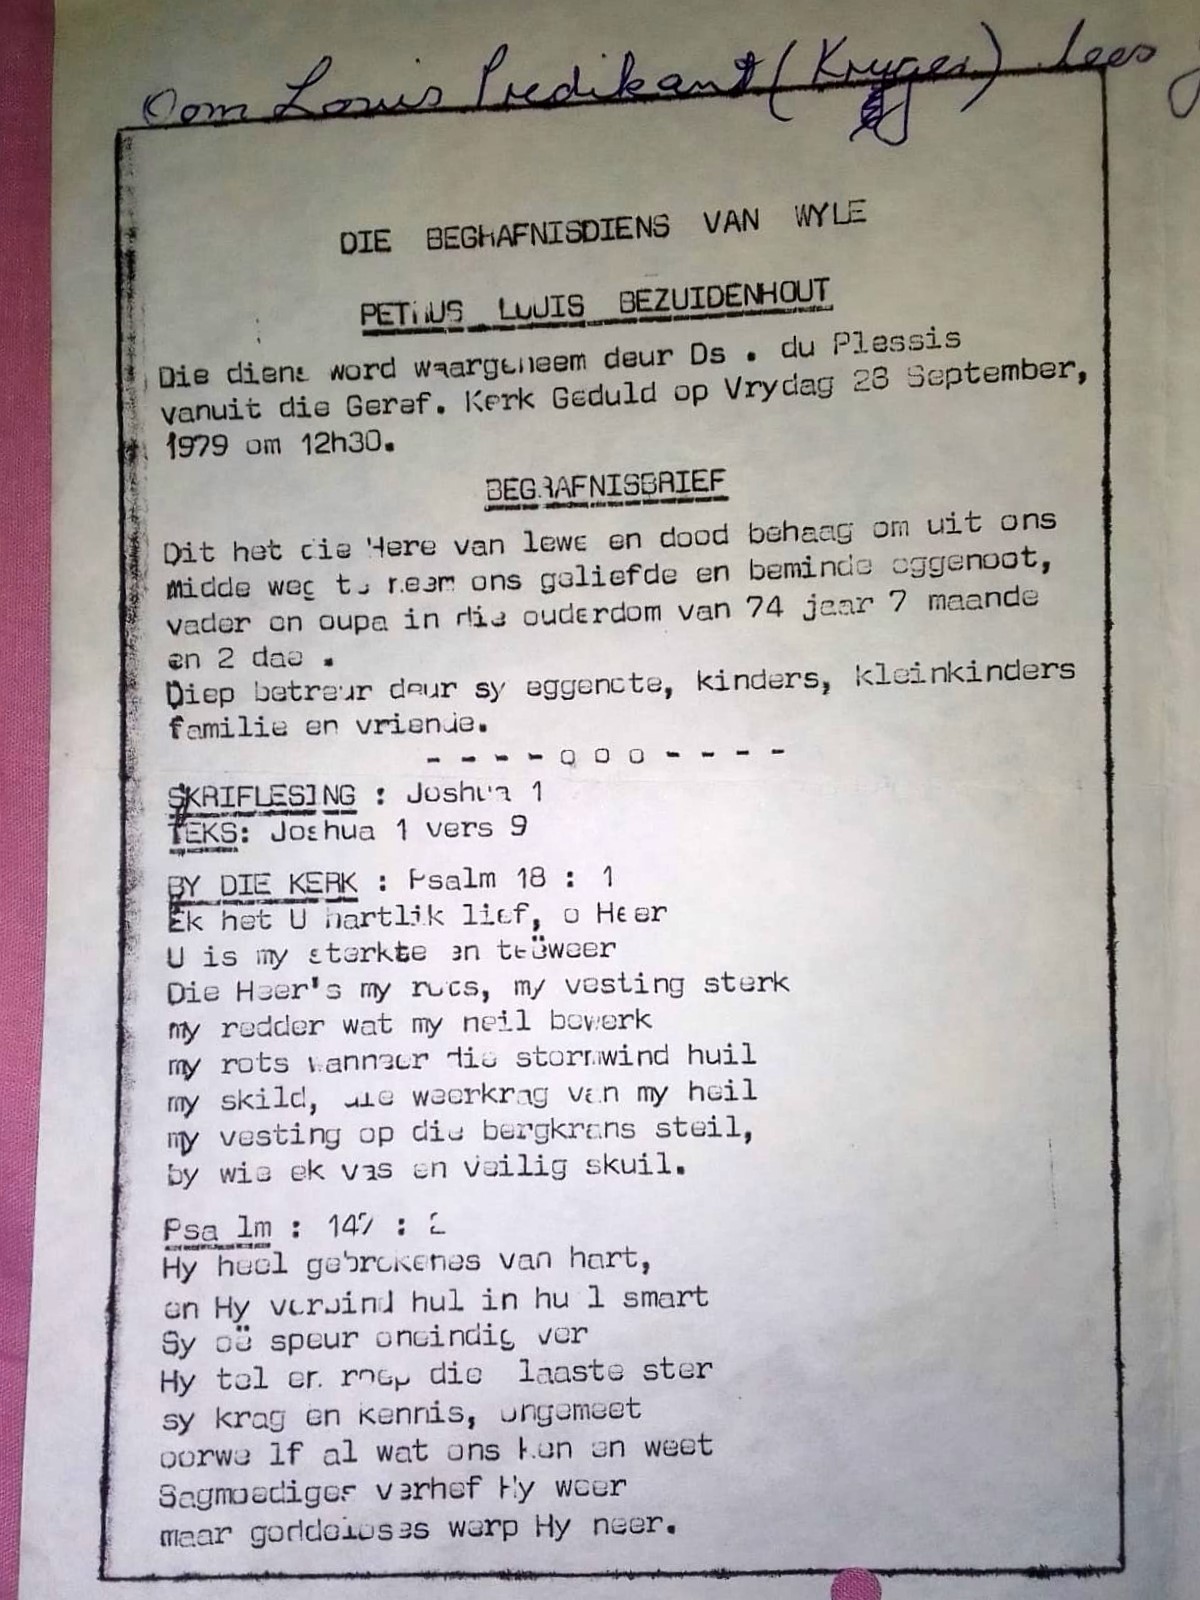 Oom Louis Predikant (Kryger) Lees
DIE BEGRAFNISDIENS VAN WYLE
PETRUS LOUIS BEZUIDENHOUT
Die diens word waargeneem deur Ds . du Plessis
vanuit die Geref. Kerk Geduld op Vrydag 28 September,
1979 om 12h30.
BEGRAFNISBRIEF
Dit het die Here van lewe en dood behaag om uit ons
midde weg te neem ons geliefde en beminde eggenoot,
vader en oupa in die ouderdom van 74 jaar 7 maande
en 2 dae .
Diep betreur deur sy eggenote, kinders, kleinkinders
familie en vriende.
- - - - o o o - - - -
SKRIFLESING : Joshua 1
TEKS: Joshua 1 vers 9
BY DIE KERK : Psalm 18 : 1
Ek het U hartlik lief, o Heer
U is my sterkte en teëweer
Die Heer's my rots, my vesting sterk
my redder wat my heil bewerk
my rots wanneer die stormwind huil
my skild, die weerkrag van my heil
my vesting op die bergkrans steil,
by wie ek vas en veilig skuil.
Psa lm : 147 : 2
Hy heel gebrokenes van hart,
en Hy verbind hul in hu l smart
Sy oë speur oneindig ver
Hy tel en roep die laaste ster
sy krag en kennis, ongemeet
oorwe lf al wat ons ken en weet
Sagmoediges verhef Hy weer
maar goddeloses werp Hy neer.